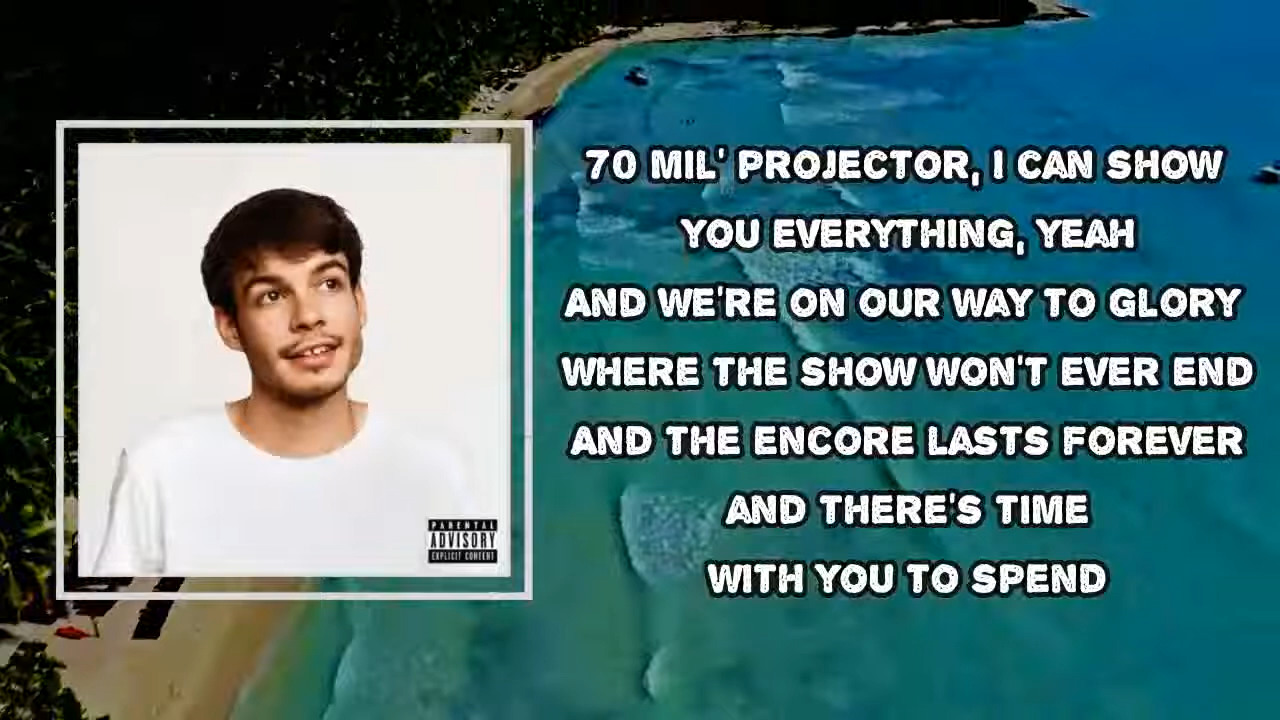 70 MIL' PROJECTOR, I CAN SHOW
YOU EVERYTHING, YEAH
AND WE'RE ON OUR WAY TO GLORY
WHERE THE SHOW WON'T EVER END
AND THE ENCORE LASTS FOREVER
AND THERE'S TIME
WITH YOU TO SPEND
PARENTAL
ADVISORY
EXPLICIT CONTENT